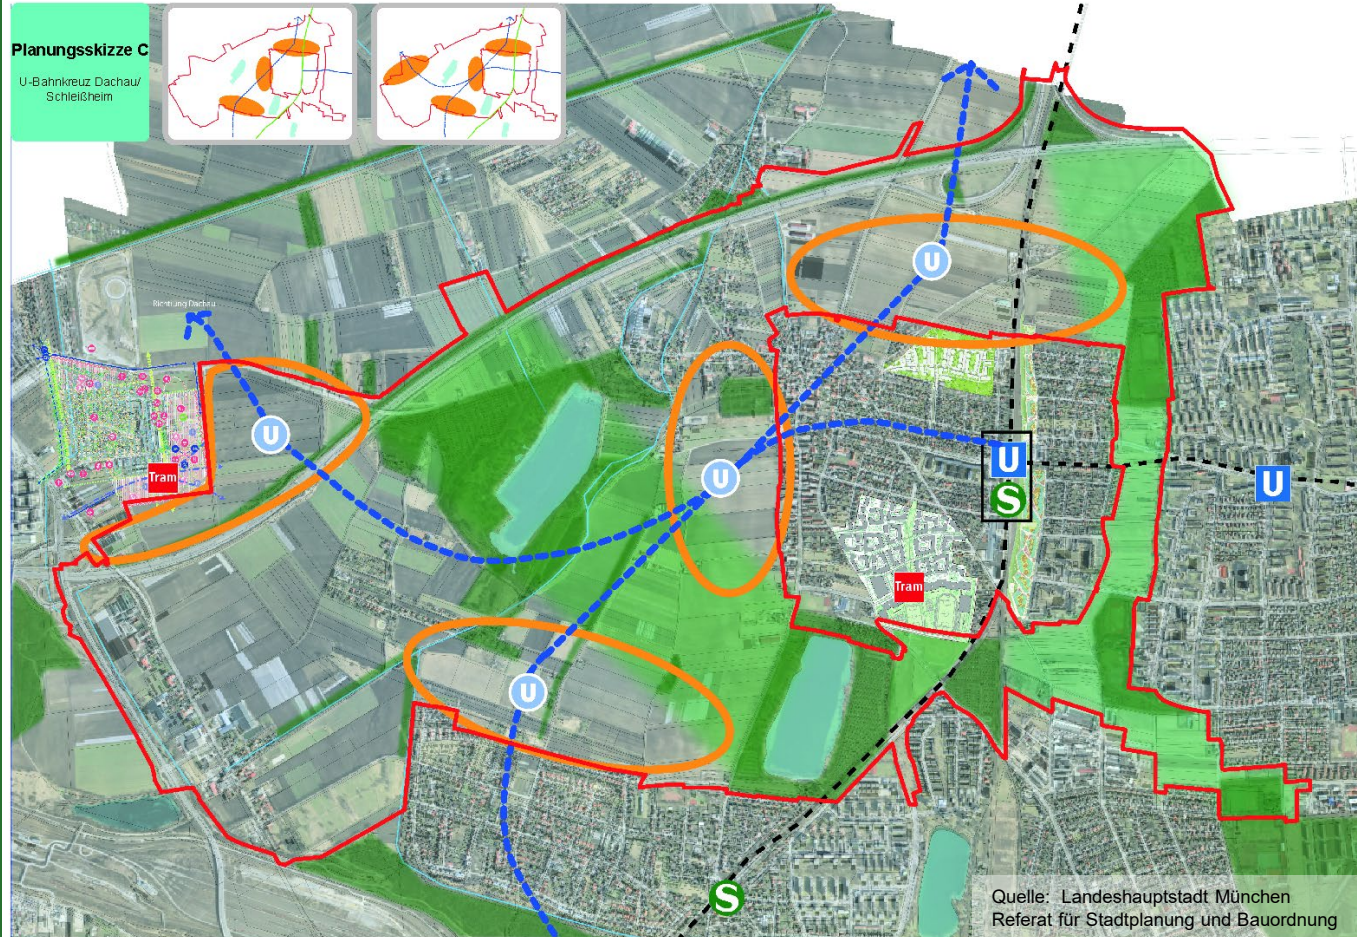 Planungsskizze C
U-Bahnkreuz Dachau/
Schleißheim
Richtung Dachau
U
U
U
U
S
U
U
Tram
Tram
U
S
Quelle: Landeshauptstadt München
Referat für Stadtplanung und Bauordnung